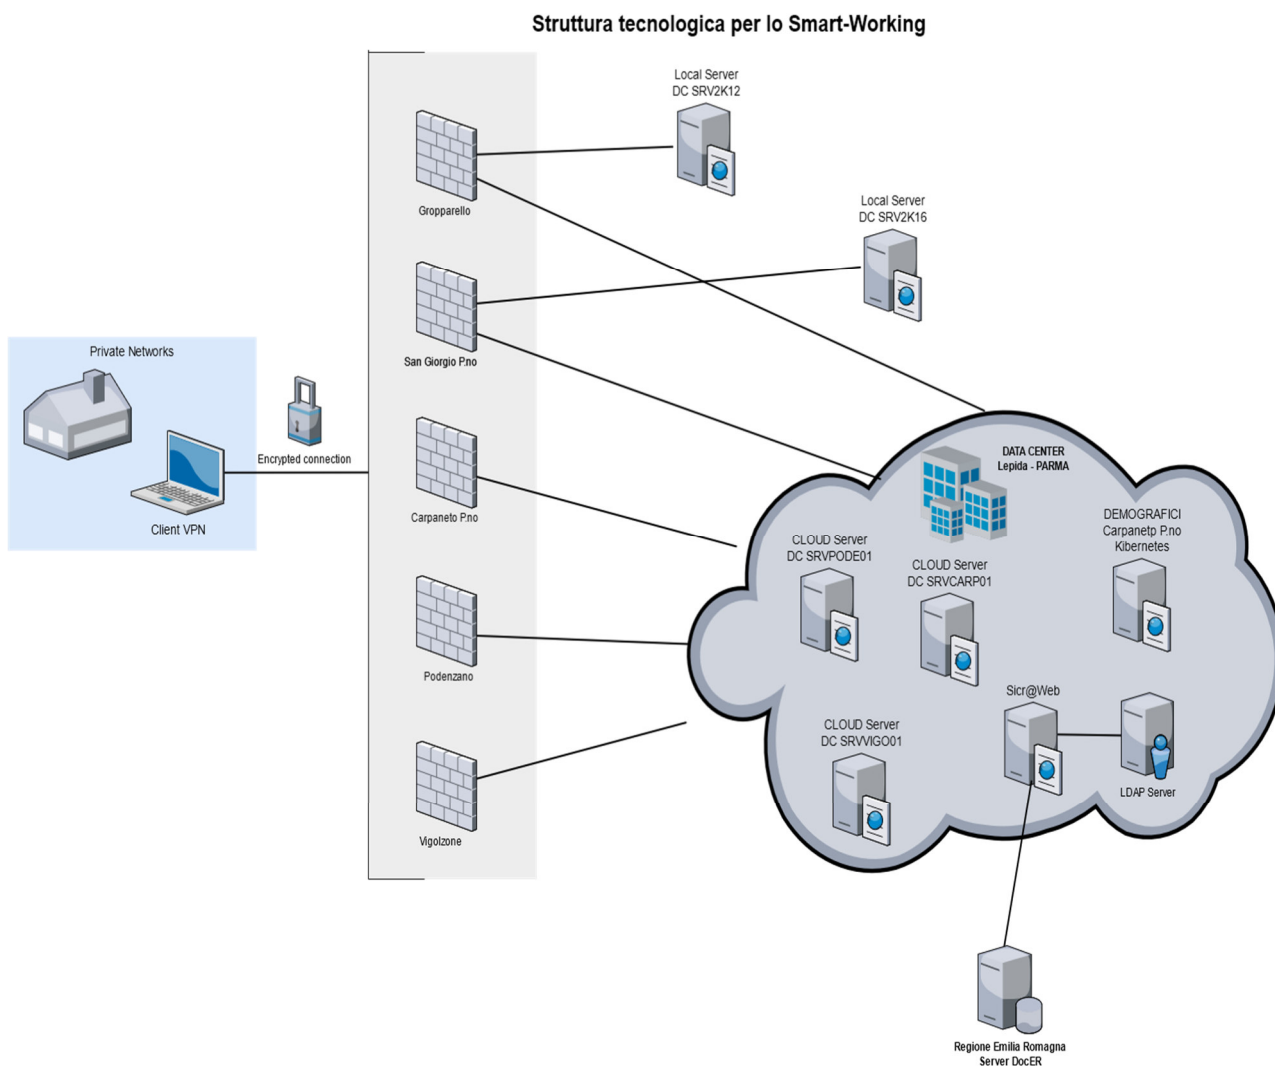 Struttura tecnologica per lo Smart-Working
Local Server
DC SRV2K12
Gropparello
Local Server
DC SRV2K16
San Giorgio P.no
Private Networks
Encrypted connection
Client VPN
Carpaneto P.no
DATA CENTER
Lepida - PARMA
DEMOGRAFICI
Carpanetp P.no
Kibernetes
CLOUD Server
DC SRVPODE01
CLOUD Server
DC SRVCARP01
Podenzano
Sicr@Web
CLOUD Server
DC SRVVIGO01
LDAP Server
Vigolzone
Regione Emilia Romagna
Server DocER